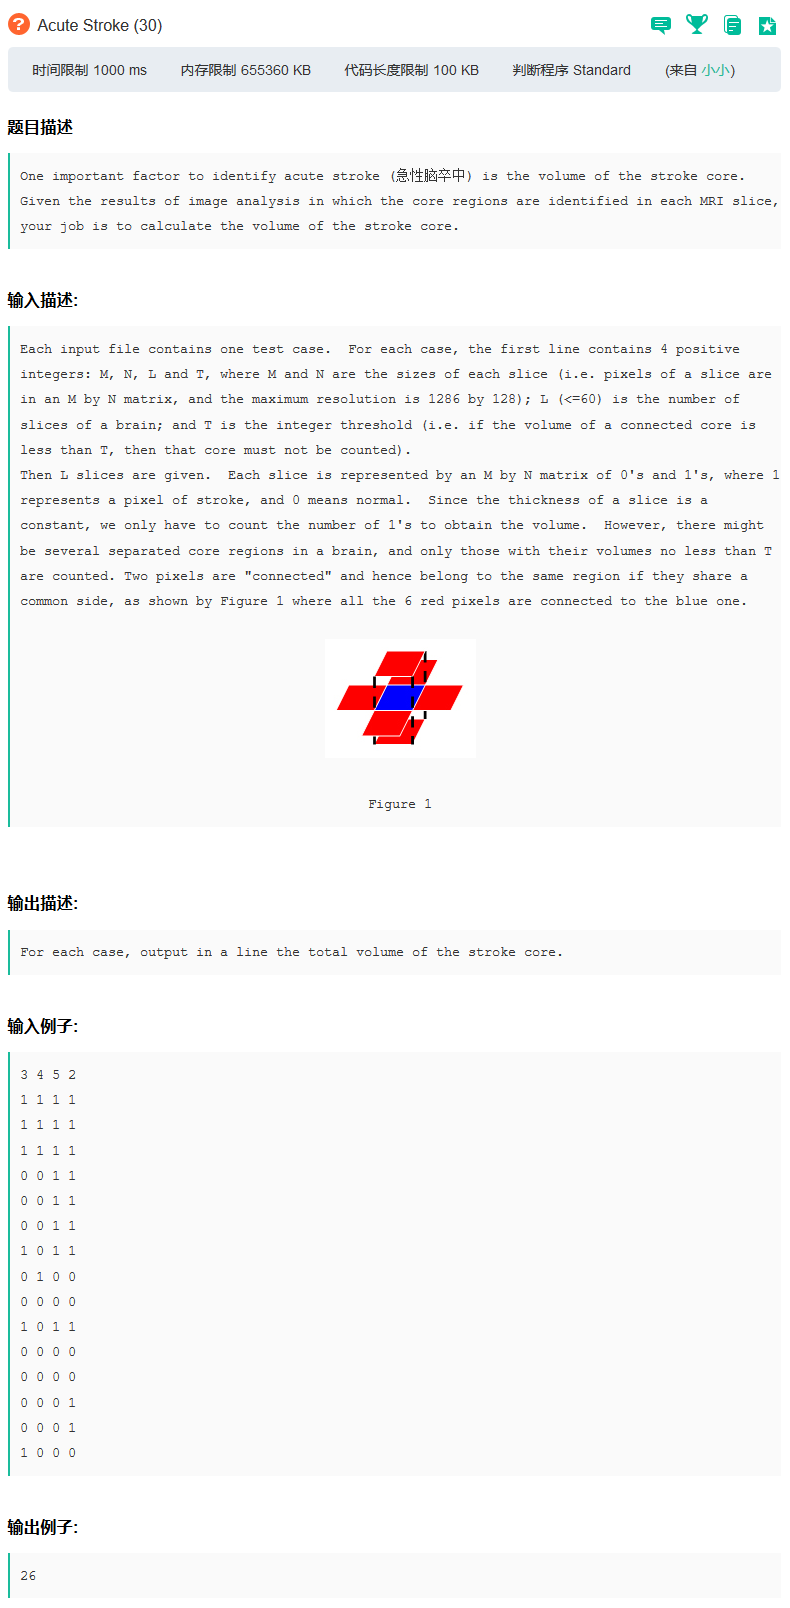 Acute Stroke (30)
时间限制 1000 ms 内存限制 655360 KB 代码长度限制 100 KB 判断程序 Standard (来自 小小)
题目描述
One important factor to identify acute stroke (急性脑卒中) is the volume of the stroke core.
Given the results of image analysis in which the core regions are identified in each MRI slice,
your job is to calculate the volume of the stroke core.
输入描述:
Each input file contains one test case.  For each case, the first line contains 4 positive
integers: M, N, L and T, where M and N are the sizes of each slice (i.e. pixels of a slice are
in an M by N matrix, and the maximum resolution is 1286 by 128); L (<=60) is the number of
slices of a brain; and T is the integer threshold (i.e. if the volume of a connected core is
less than T, then that core must not be counted).
Then L slices are given.  Each slice is represented by an M by N matrix of 0's and 1's, where 1
represents a pixel of stroke, and 0 means normal.  Since the thickness of a slice is a
constant, we only have to count the number of 1's to obtain the volume.  However, there might
be several separated core regions in a brain, and only those with their volumes no less than T
are counted. Two pixels are "connected" and hence belong to the same region if they share a
common side, as shown by Figure 1 where all the 6 red pixels are connected to the blue one.
Figure 1
输出描述:
For each case, output in a line the total volume of the stroke core.
输入例子:
3 4 5 2
1 1 1 1
1 1 1 1
1 1 1 1
0 0 1 1
0 0 1 1
0 0 1 1
1 0 1 1
0 1 0 0
0 0 0 0
1 0 1 1
0 0 0 0
0 0 0 0
0 0 0 1
0 0 0 1
1 0 0 0
输出例子:
26